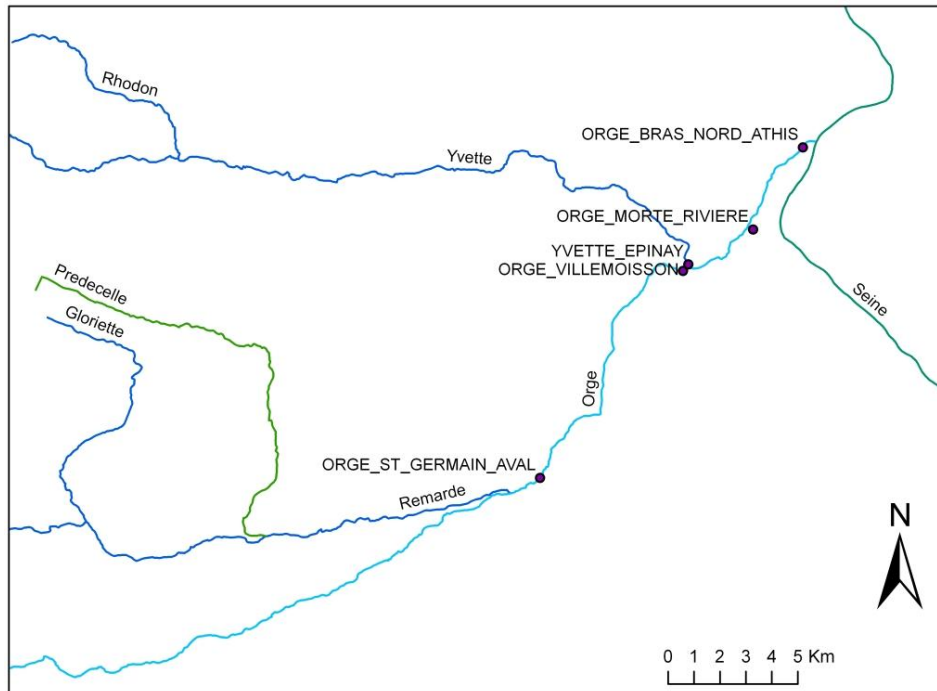 Rhodon
ORGE_BRAS_NORD_ATHIS
Yvette
ORGE_MORTE_RIVIERE
YVETTE_EPINAY
ORGE_VILLEMOISSON
Predecelle
Gloriette
Seine
Orge
ORGE_ST_GERMAIN_AVAL
Remarde
N
0 1 2 3 4 5 Km